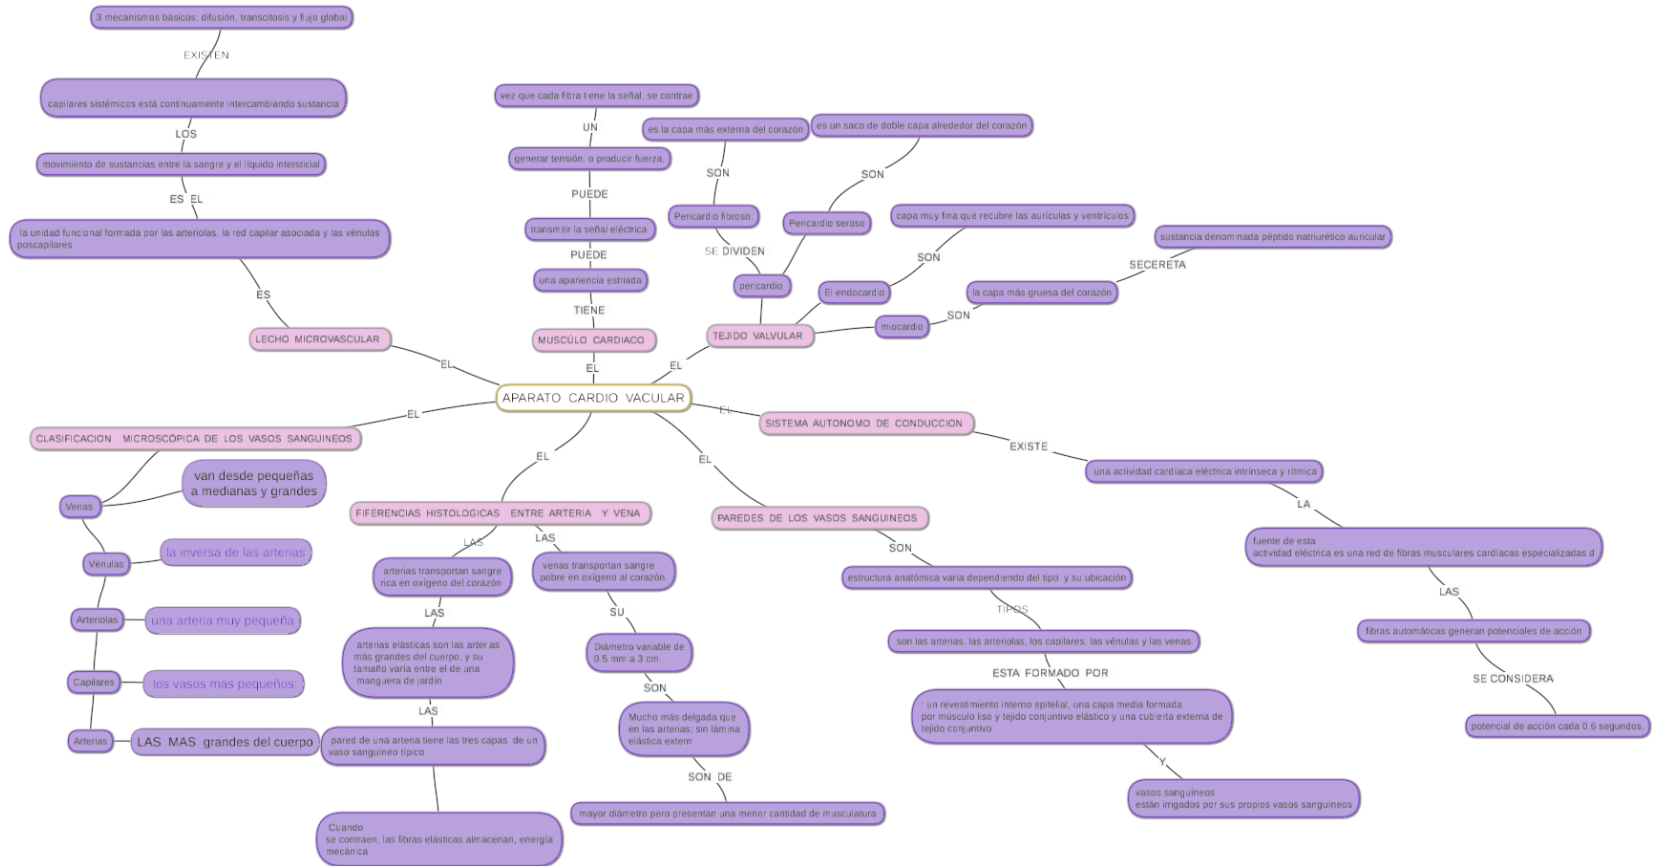 3 mecanismos básicos: difusión, transcitosis y flujo global
EXISTEN
capilares sistémicos está continuamente intercambiando sustancia
LOS
movimiento de sustancias entre la sangre y el líquido intersticial
ES EL
la unidad funcional formada por las arteriolas, la red capilar asociada y las vénulas
poscapilares
ES
LECHO MICROVASCULAR
EL
vez que cada fibra tiene la señal, se contrae
UN
generar tensión, o producir fuerza,
PUEDE
transmitir la señal eléctrica
PUEDE
una apariencia estriada
TIENE
MUSCÚLO CARDIACO
EL
es la capa más externa del corazón
SON
Pericardio fibroso:
es un saco de doble capa alrededor del corazón
SON
Pericardio seroso
SE DIVIDEN
pericardio
capa muy fina que recubre las aurículas y ventrículos
SON
El endocardio
sustancia denominada péptido natriurético auricular
SECERETA
la capa más gruesa del corazón
SON
miocardio
TEJIDO VALVULAR
EL
APARATO CARDIO VACULAR
EL
CLASIFICACION MICROSCÓPICA DE LOS VASOS SANGUINEOS
van desde pequeñas
a medianas y grandes
Venas
la inversa de las arterias
Vénulas
Arteriolas
una arteria muy pequeña
Capilares
los vasos más pequeños:
Arterias
LAS MAS grandes del cuerpo
EL
FIFERENCIAS HISTOLOGICAS ENTRE ARTERIA Y VENA
LAS
arterias transportan sangre
rica en oxígeno del corazón
LAS
arterias elásticas son las arterias
más grandes del cuerpo, y su
tamaño varía entre el de una
manguera de jardín
LAS
pared de una arteria tiene las tres capas de un
vaso sanguíneo típico
Cuando
se contraen, las fibras elásticas almacenan, energía
mecánica
LAS
venas transportan sangre
pobre en oxígeno al corazón.
SU
Diámetro variable de
0.5 mm a 3 cm.
SON
Mucho más delgada que
en las arterias; sin lámina
elástica extern
SON DE
mayor diámetro pero presentan una menor cantidad de musculatura
EL
PAREDES DE LOS VASOS SANGUINEOS
SON
estructura anatómica varía dependiendo del tipo y su ubicación
TIPOS
son las arterias, las arteriolas, los capilares, las vénulas y las venas.
ESTA FORMADO POR
un revestimiento interno epitelial, una capa media formada
por músculo liso y tejido conjuntivo elástico y una cubierta externa de
tejido conjuntivo
Y
vasos sanguíneos
están irrigados por sus propios vasos sanguíneos
EL
SISTEMA AUTONOMO DE CONDUCCION
EXISTE
una actividad cardíaca eléctrica intrínseca y rítmica
LA
fuente de esta
actividad eléctrica es una red de fibras musculares cardíacas especializadas d
LAS
fibras automáticas generan potenciales de acción
SE CONSIDERA
potencial de acción cada 0,6 segundos,